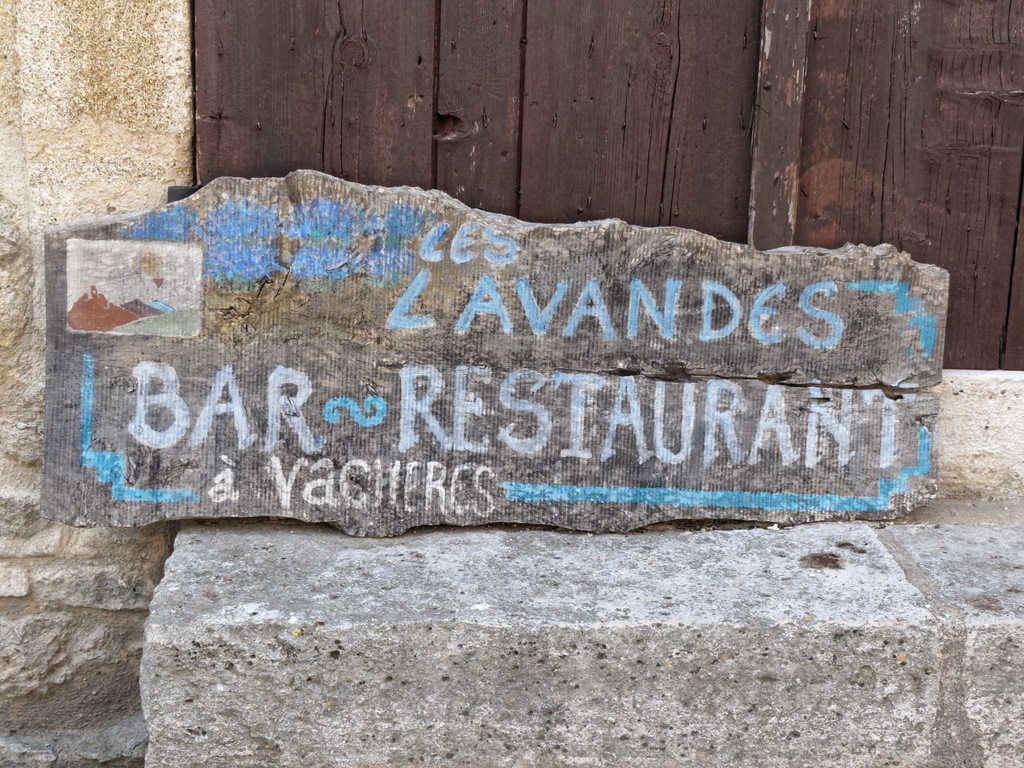 Les
LAVANDES
BAR ~ RESTAURANT
à VacHERES